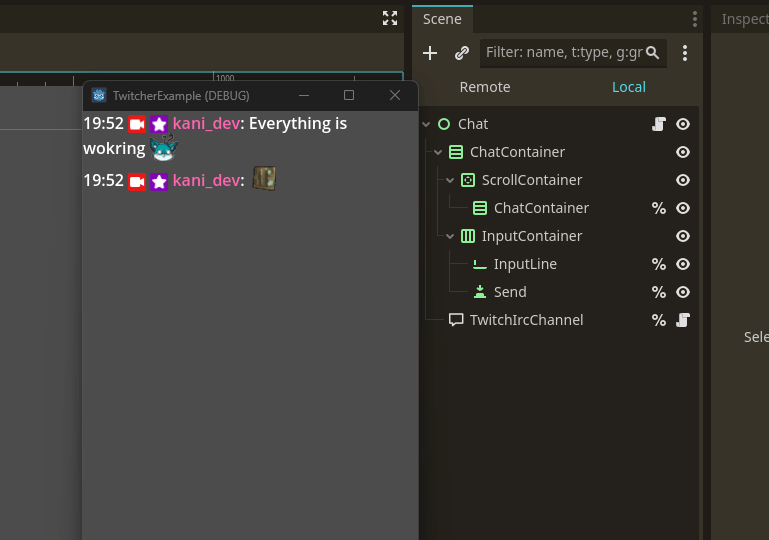 Scene
Inspect
Filter: name, t:type, g:gr
Remote
Local
1000
TwitcherExample (DEBUG)
19:52 kani_dev: Everything is
wokring
19:52 kani_dev:
Chat
ChatContainer
ScrollContainer
ChatContainer
%
InputContainer
InputLine
%
Send
%
TwitchIrcChannel
%
Sele